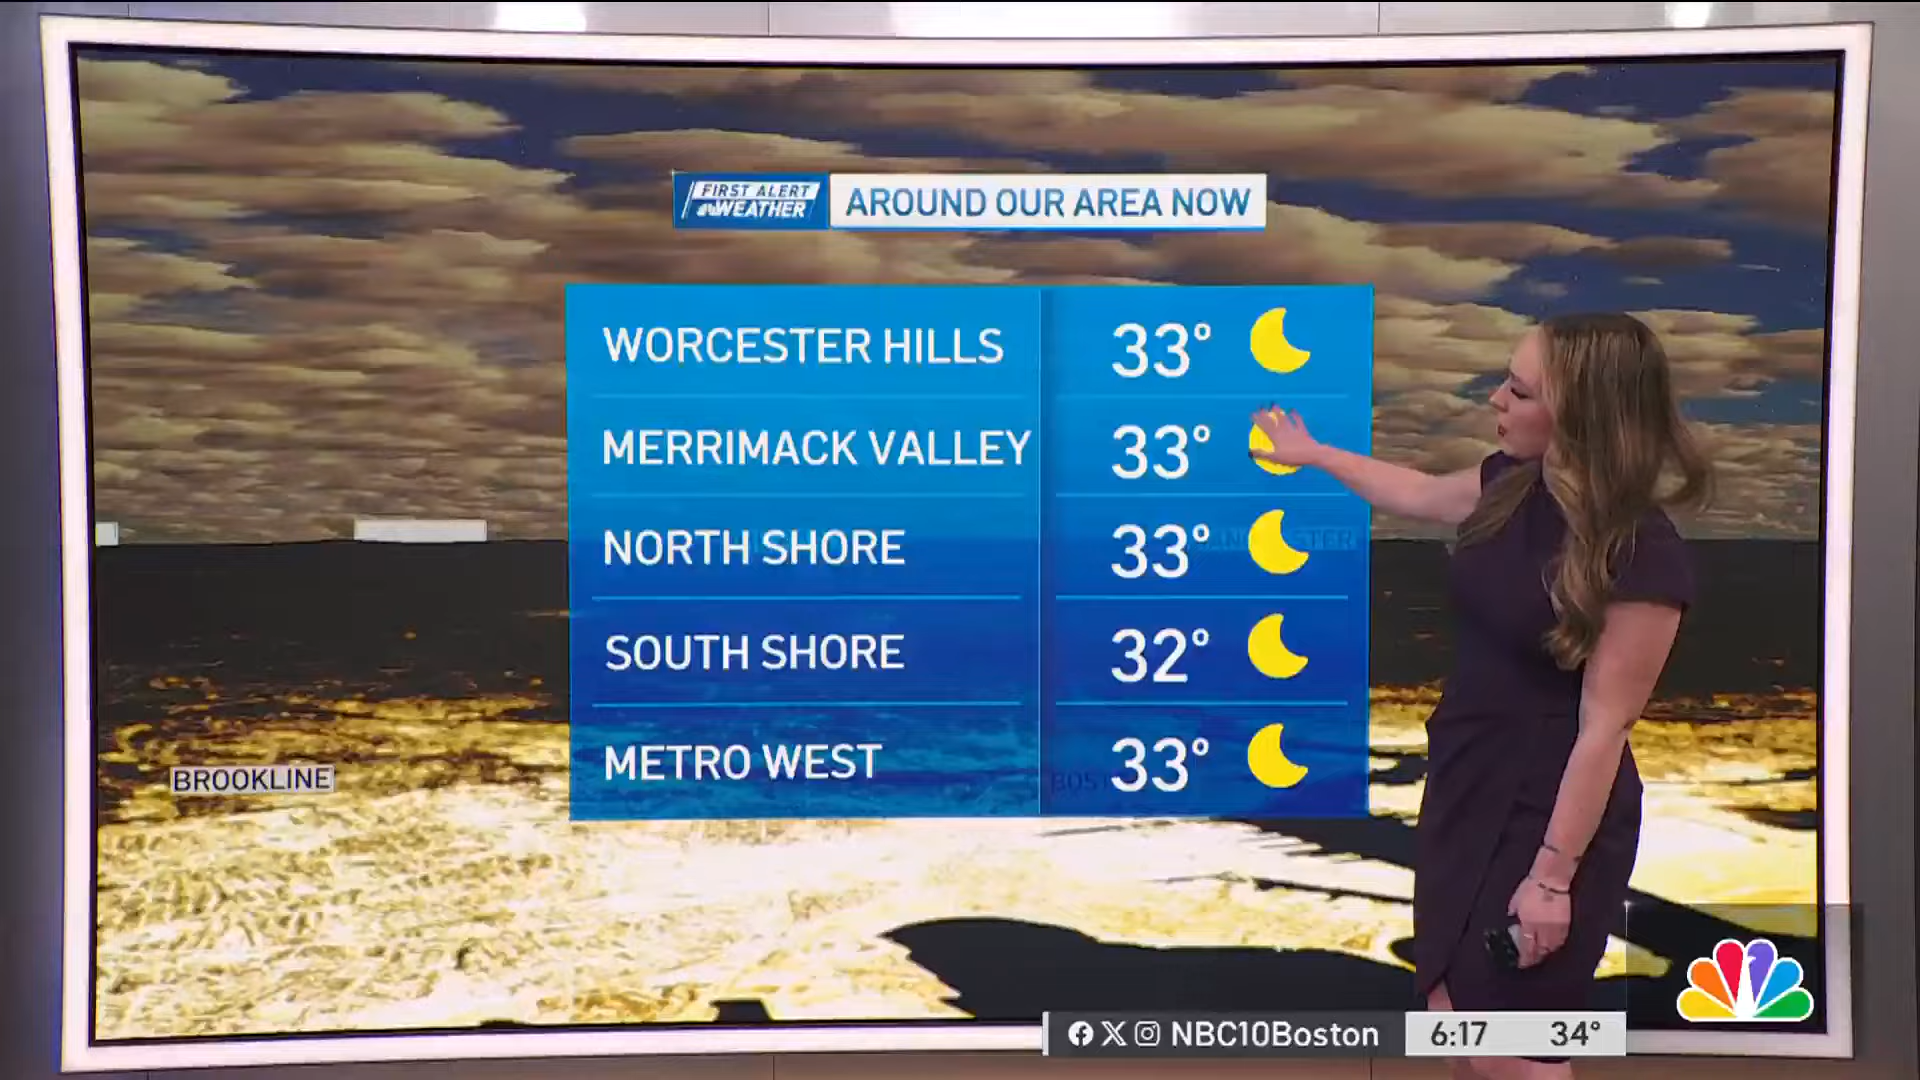 FIRST ALERT
WEATHER
AROUND OUR AREA NOW
WORCESTER HILLS 33°
MERRIMACK VALLEY 33°
NORTH SHORE 33°
SOUTH SHORE 32°
METRO WEST 33°
BROOKLINE
NBC10Boston
6:17 34°